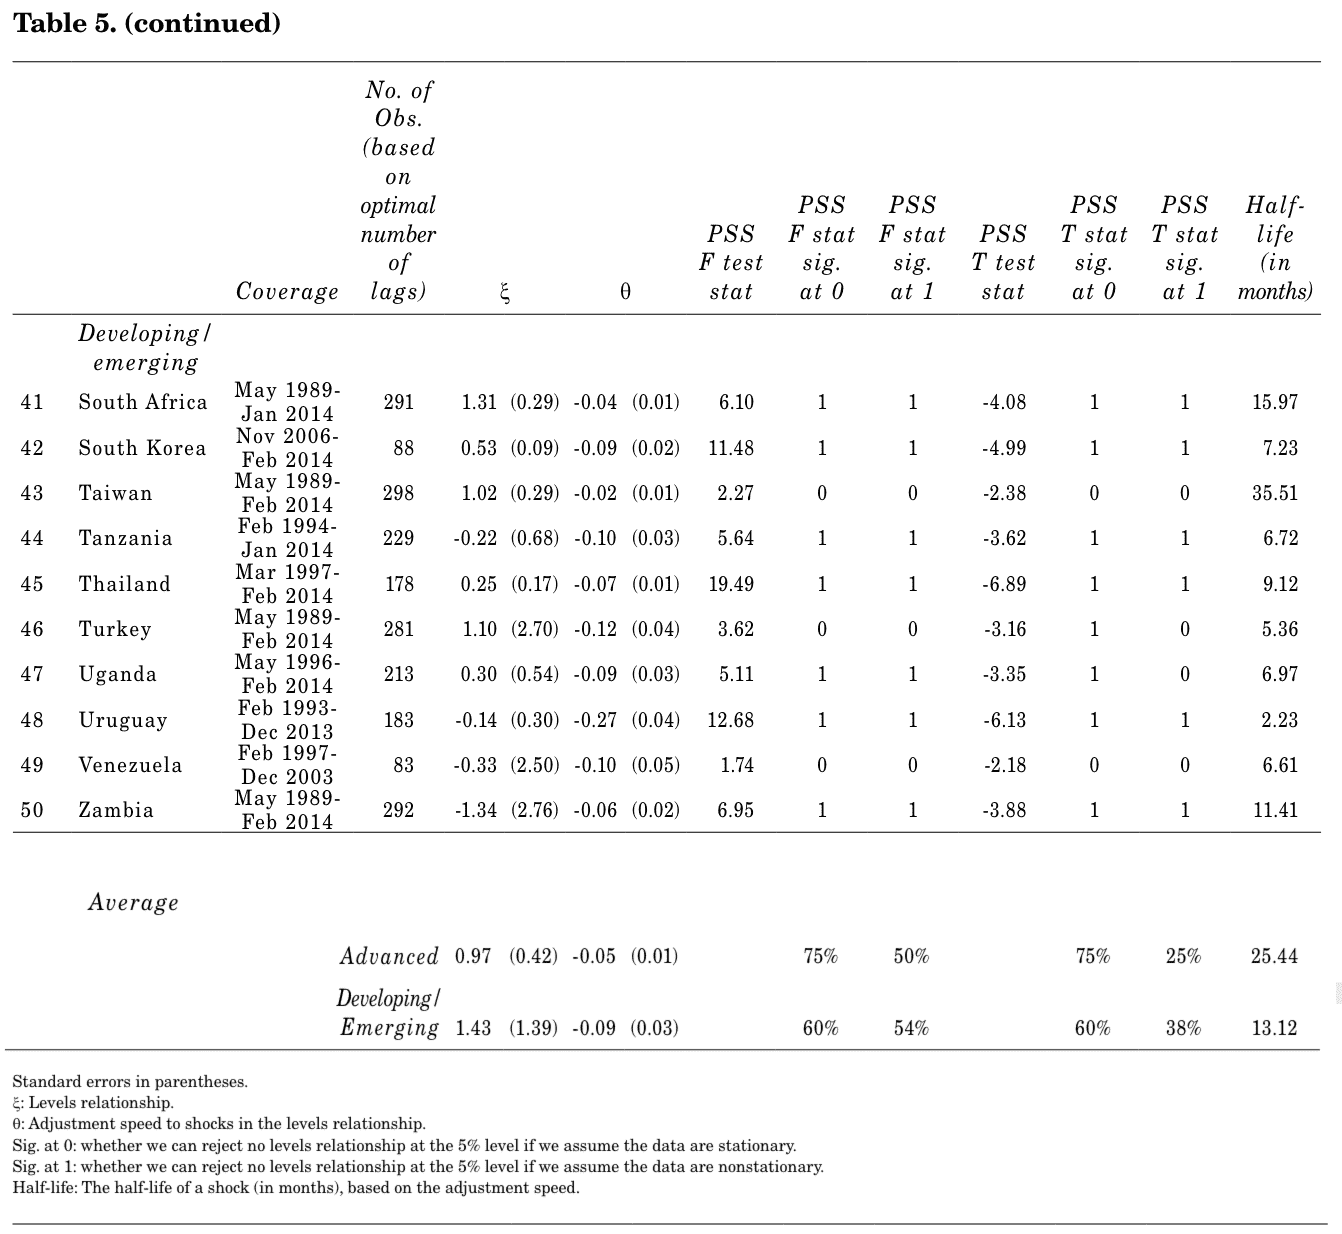 Table 5. (continued)
No. of
Obs.
(based
on
optimal
number
of
lags)
Coverage
ξ
θ
PSS
F test
stat
PSS
F stat
sig.
at 0
PSS
F stat
sig.
at 1
PSS
T test
stat
PSS
T stat
sig.
at 0
PSS
T stat
sig.
at 1
Half-
life
(in
months)
Developing/
emerging
41 South Africa May 1989-
Jan 2014 291 1.31 (0.29) -0.04 (0.01) 6.10 1 1 -4.08 1 1 15.97
42 South Korea Nov 2006-
Feb 2014 88 0.53 (0.09) -0.09 (0.02) 11.48 1 1 -4.99 1 1 7.23
43 Taiwan May 1989-
Feb 2014 298 1.02 (0.29) -0.02 (0.01) 2.27 0 0 -2.38 0 0 35.51
44 Tanzania Feb 1994-
Jan 2014 229 -0.22 (0.68) -0.10 (0.03) 5.64 1 1 -3.62 1 1 6.72
45 Thailand Mar 1997-
Feb 2014 178 0.25 (0.17) -0.07 (0.01) 19.49 1 1 -6.89 1 1 9.12
46 Turkey May 1989-
Feb 2014 281 1.10 (2.70) -0.12 (0.04) 3.62 0 0 -3.16 1 0 5.36
47 Uganda May 1996-
Feb 2014 213 0.30 (0.54) -0.09 (0.03) 5.11 1 1 -3.35 1 0 6.97
48 Uruguay Feb 1993-
Dec 2013 183 -0.14 (0.30) -0.27 (0.04) 12.68 1 1 -6.13 1 1 2.23
49 Venezuela Feb 1997-
Dec 2003 83 -0.33 (2.50) -0.10 (0.05) 1.74 0 0 -2.18 0 0 6.61
50 Zambia May 1989-
Feb 2014 292 -1.34 (2.76) -0.06 (0.02) 6.95 1 1 -3.88 1 1 11.41
Average
Advanced 0.97 (0.42) -0.05 (0.01) 75% 50% 75% 25% 25.44
Developing/
Emerging 1.43 (1.39) -0.09 (0.03) 60% 54% 60% 38% 13.12
Standard errors in parentheses.
ξ: Levels relationship.
θ: Adjustment speed to shocks in the levels relationship.
Sig. at 0: whether we can reject no levels relationship at the 5% level if we assume the data are stationary.
Sig. at 1: whether we can reject no levels relationship at the 5% level if we assume the data are nonstationary.
Half-life: The half-life of a shock (in months), based on the adjustment speed.